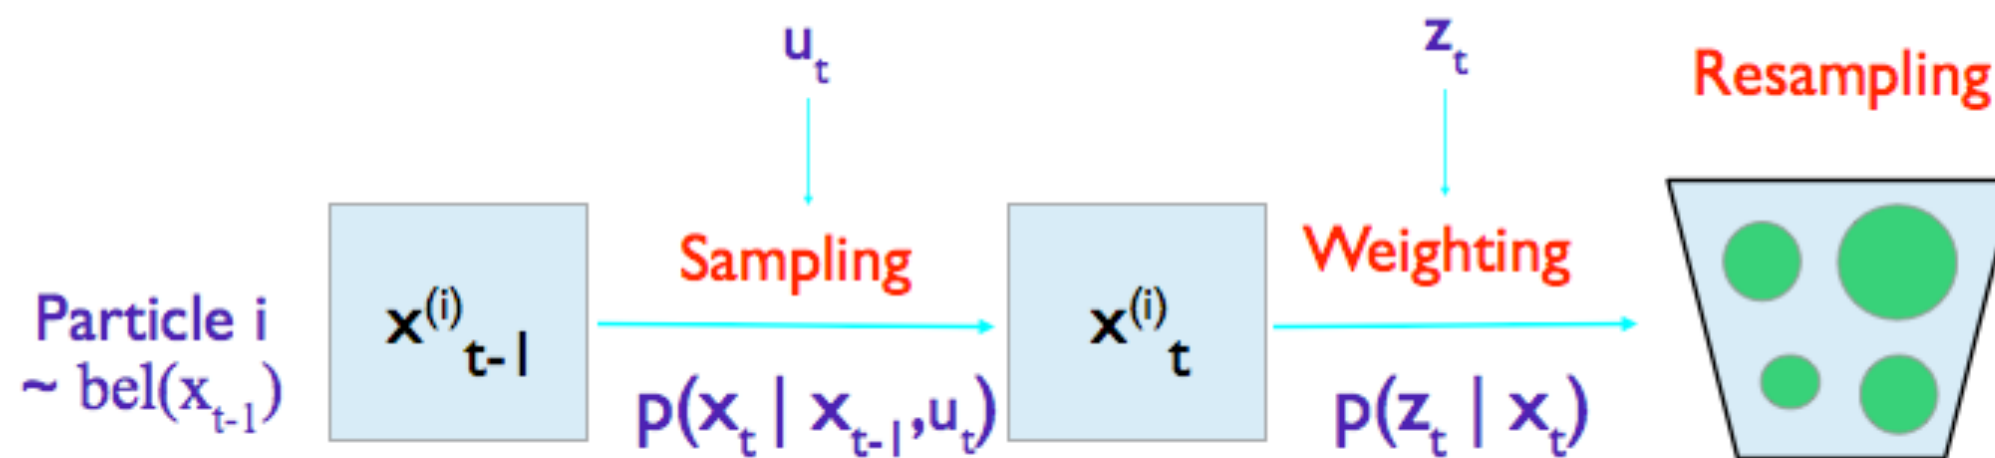 u_t
z_t
Resampling
Sampling
Weighting
Particle i
~ bel(x_{t-1})
x^{(i)}_{t-1}
x^{(i)}_t
p(x_t | x_{t-1},u_t)
p(z_t | x_t)